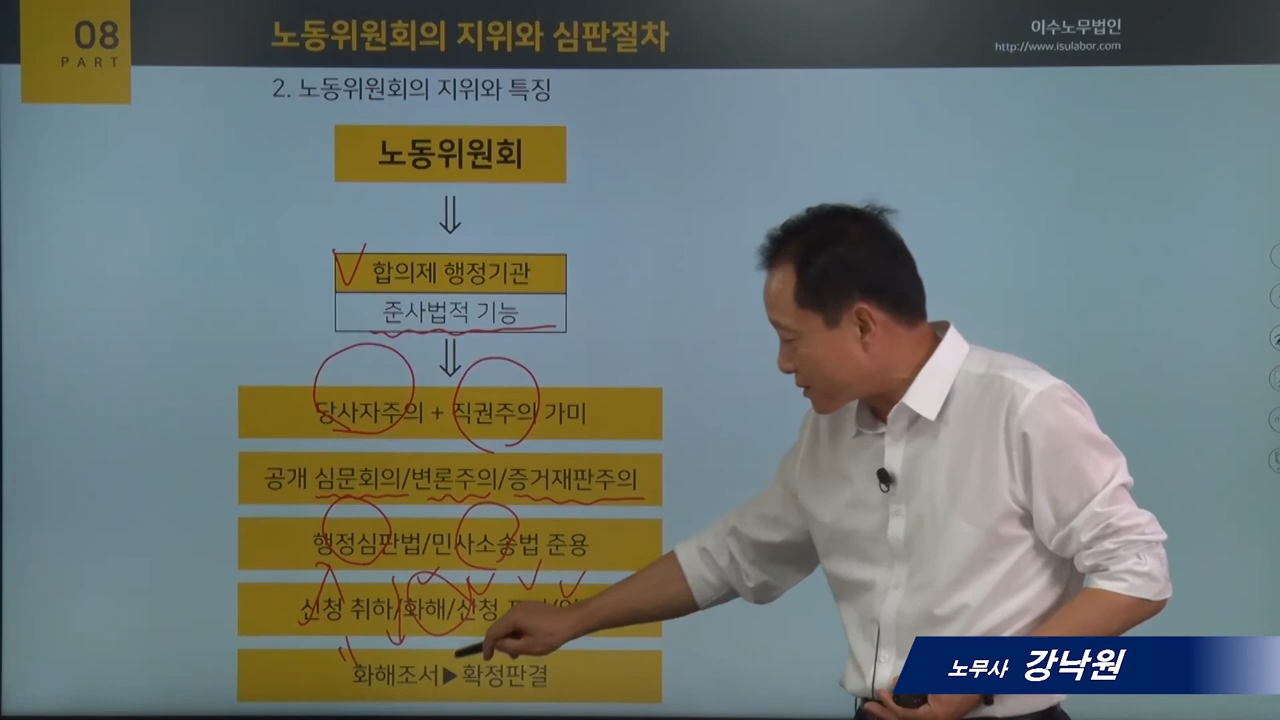 08
PART
노동위원회의 지위와 심판절차
이수노무법인
http://www.isulabor.com
2. 노동위원회의 지위와 특징
노동위원회
합의제 행정기관
준사법적 기능
당사자주의 + 직권주의 가미
공개 심문회의/변론주의/증거재판주의
행정심판법/민사소송법 준용
신청 취하/화해/신청
화해조서▶확정판결
노무사 강낙원